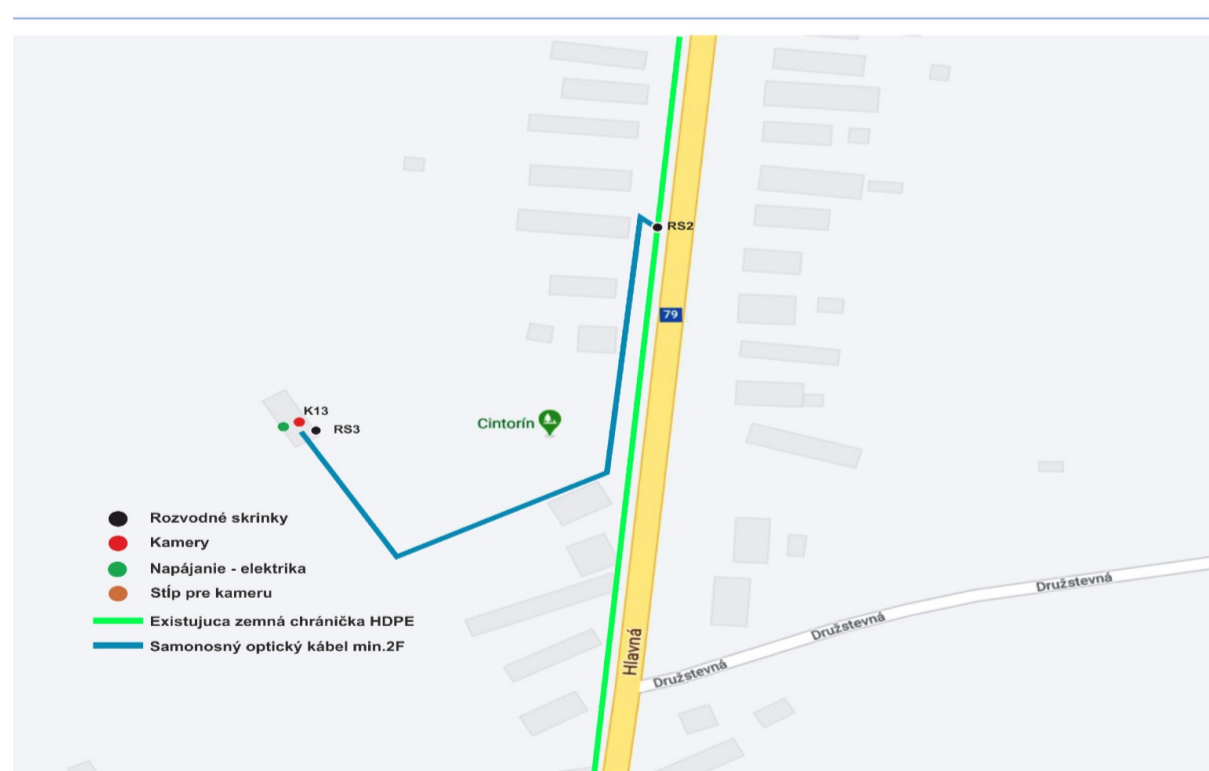 RS2
79
K13
RS3
Cintorín
Rozvodné skrinky
Kamery
Napájanie - elektrika
Stĺp pre kameru
Existujuca zemná chránička HDPE
Samonosný optický kábel min.2F
Hlavná
Družstevná
Družstevná
Družstevná